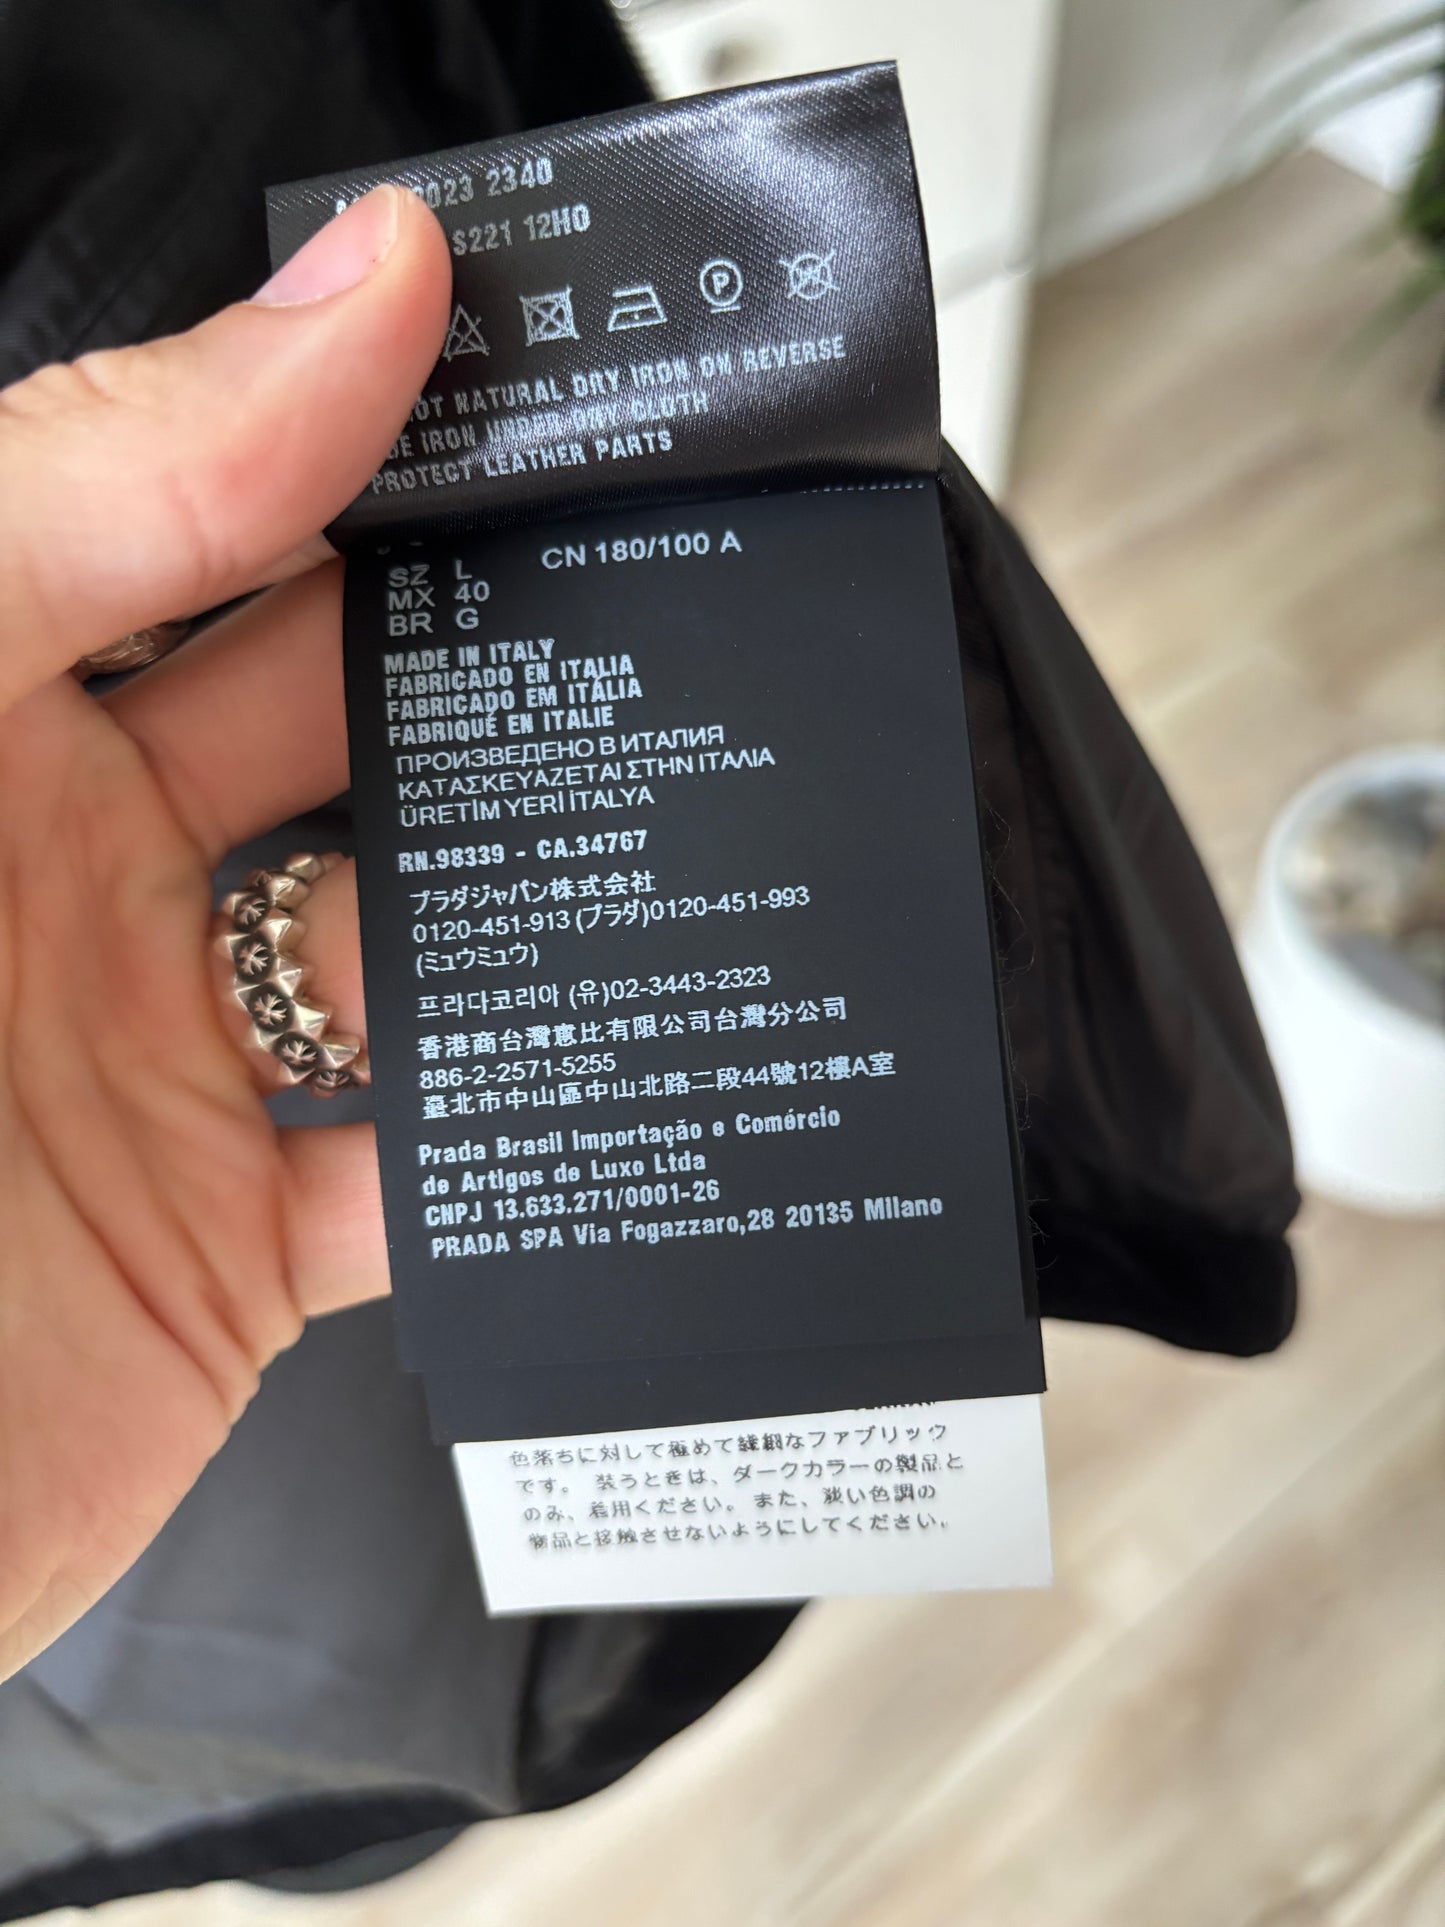 023 2340
S221 12H0
P
OT NATURAL DRY IRON ON REVERSE
DE IRON UNDER DRY CLOTH
PROTECT LEATHER PARTS
CN 180/100 A
SZ L
MX 40
BR G
MADE IN ITALY
FABRICADO EN ITALIA
FABRICADO EM ITÁLIA
FABRIQUÉ EN ITALIE
ПРОИЗВЕДЕНО В ИТАЛИЯ
ΚΑΤΑΣΚΕΥΑΖΕΤΑΙ ΣΤΗΝ ΙΤΑΛΙΑ
ÜRETİM YERİ İTALYA
RN.98339 - CA.34767
プラダジャパン株式会社
0120-451-913 (プラダ)0120-451-993
(ミュウミュウ)
프라다코리아 (유)02-3443-2323
香港商台灣惠比有限公司台灣分公司
886-2-2571-5255
臺北市中山區中山北路二段44號12樓A室
Prada Brasil Importação e Comércio
de Artigos de Luxo Ltda
CNPJ 13.633.271/0001-26
PRADA SPA Via Fogazzaro,28 20135 Milano
色落ちに対して極めて繊細なファブリック
です。 装うときは、ダークカラーの製品と
のみ、着用ください。また、淡い色調の
商品と接触させないようにしてください。